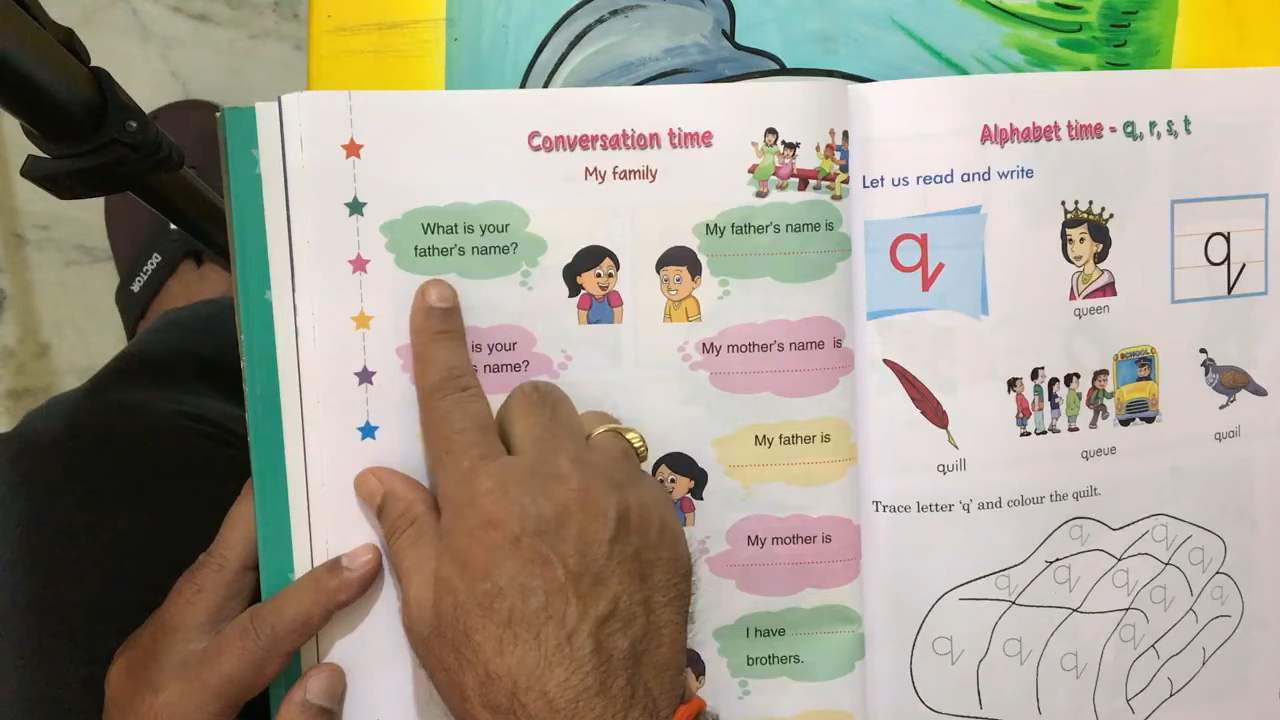 Conversation time
My family
What is your
father's name?
My father's name is
is your
name?
My mother's name is
My father is
My mother is
I have
brothers.
Alphabet time - q, r, s, t
Let us read and write
q
queen
q
SCHOOL
quill
queue
quail
Trace letter 'q' and colour the quilt.
q q q
q q q q q
q q q q
q
DOCTOR